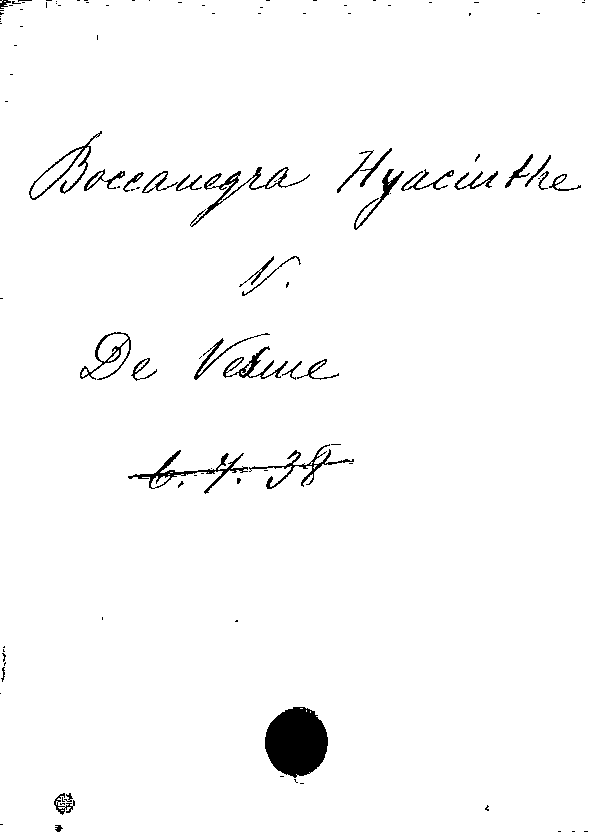 Boccanegra Hyacinthe
V.
De Vesme
6. 7. 38